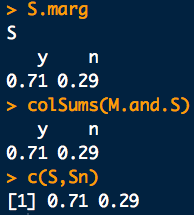 > S.marg
S
y n
0.71 0.29
> colSums(M.and.S)
y n
0.71 0.29
> c(S,Sn)
[1] 0.71 0.29